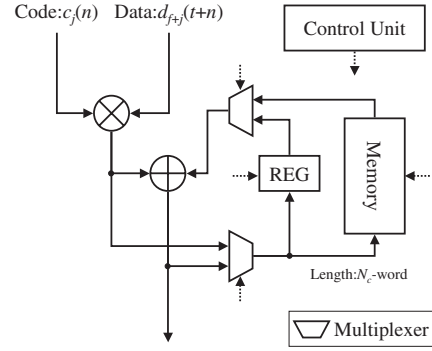 Code:c_j(n) Data:d_{f+j}(t+n)
Control Unit
REG
Memory
Length:N_c-word
Multiplexer